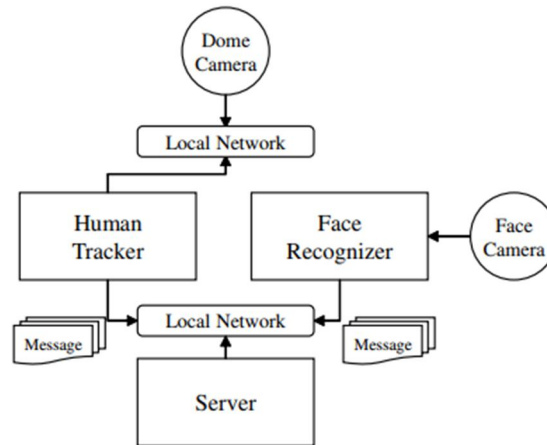 Dome
Camera
Local Network
Human
Tracker
Face
Recognizer
Face
Camera
Local Network
Message
Message
Server